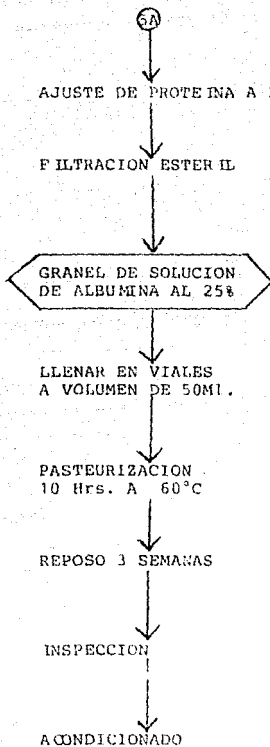 5A
AJUSTE DE PROTEINA A
FILTRACION ESTERIL
GRANEL DE SOLUCION
DE ALBUMINA AL 25%
LLENAR EN VIALES
A VOLUMEN DE 50Ml.
PASTEURIZACION
10 Hrs. A 60°C
REPOSO 3 SEMANAS
INSPECCION
ACONDICIONADO